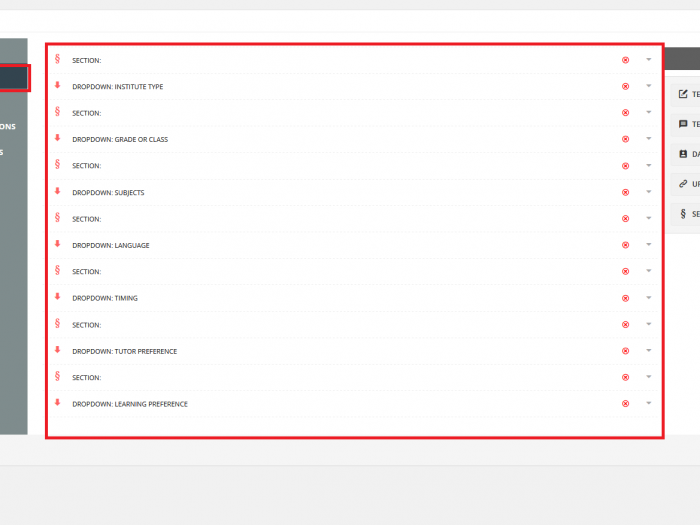 SECTION:
DROPDOWN: INSTITUTE TYPE
SECTION:
DROPDOWN: GRADE OR CLASS
SECTION:
DROPDOWN: SUBJECTS
SECTION:
DROPDOWN: LANGUAGE
SECTION:
DROPDOWN: TIMING
SECTION:
DROPDOWN: TUTOR PREFERENCE
SECTION:
DROPDOWN: LEARNING PREFERENCE
ONS
S
TE
TE
DA
UP
SE